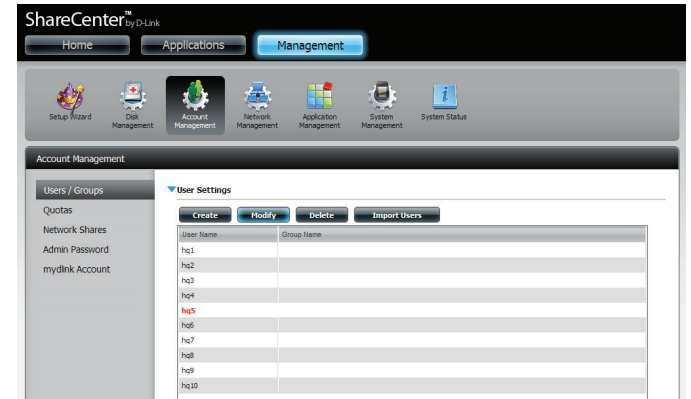 ShareCenter™ by D-Link
Home Applications Management
Setup Wizard Disk Management Account Management Network Management Application Management System Management System Status
Account Management
Users / Groups
Quotas
Network Shares
Admin Password
mydlink Account
User Settings
Create Modify Delete Import Users
User Name Group Name
hq1
hq2
hq3
hq4
hq5
hq6
hq7
hq8
hq9
hq10